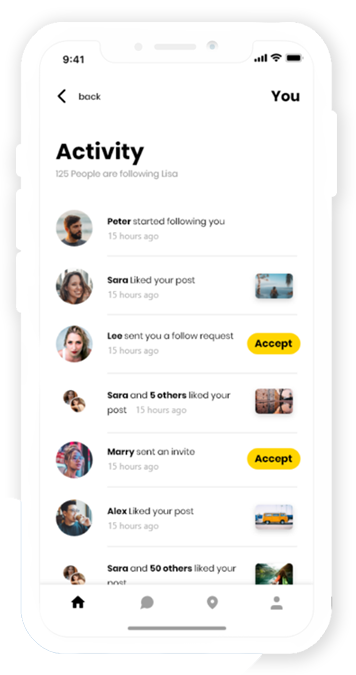 9:41
back
You
Activity
125 People are following Lisa
Peter started following you
15 hours ago
Sara Liked your post
15 hours ago
Lee sent you a follow request
15 hours ago
Accept
Sara and 5 others liked your
post 15 hours ago
Marry sent an invite
15 hours ago
Accept
Alex Liked your post
15 hours ago
Sara and 50 others liked your
post